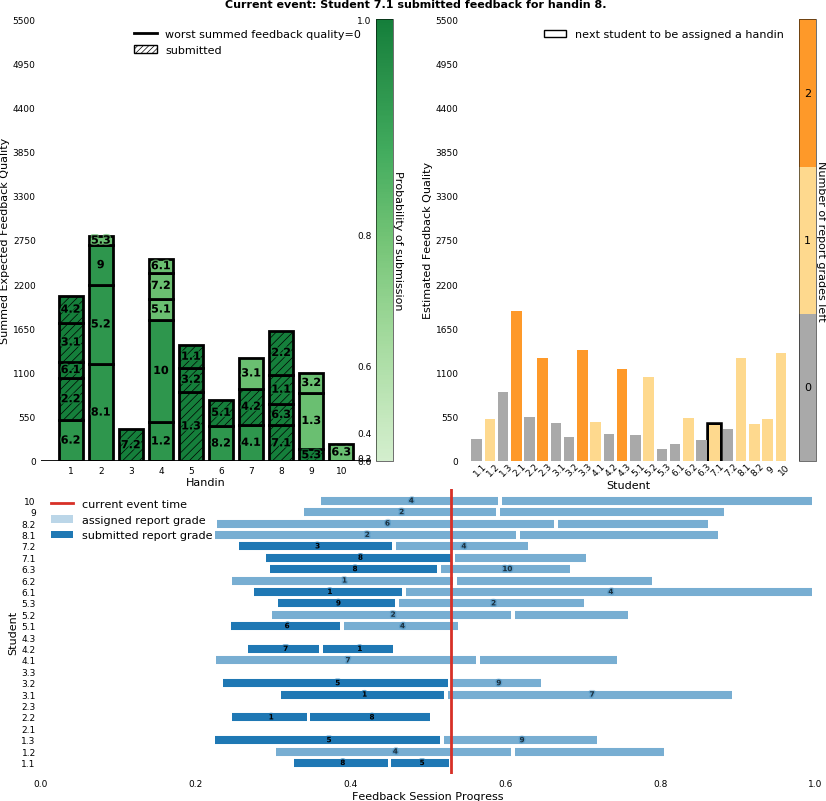 Current event: Student 7.1 submitted feedback for handin 8.
5500
4950
4400
3850
3300
2750
2200
1650
1100
550
0
Summed Expected Feedback Quality
worst summed feedback quality=0
submitted
4.2
3.1
6.1
2.2
6.2
5.3
9
5.2
8.1
7.2
6.1
7.2
5.1
10
1.2
1.1
3.2
1.3
5.1
8.2
3.1
4.2
4.1
2.2
1.1
6.3
7.1
3.2
1.3
5.3
6.3
1 2 3 4 5 6 7 8 9 10
Handin
1.0
0.8
0.6
0.4
Probability of submission
5500
4950
4400
3850
3300
2750
2200
1650
1100
550
0
Estimated Feedback Quality
next student to be assigned a handin
1.1 1.2 1.3 2.1 2.2 2.3 3.1 3.2 3.3 4.1 4.2 4.3 5.1 5.2 5.3 6.1 6.2 6.3 7.1 7.2 8.1 8.2 9 10
Student
2
1
0
Number of report grades left
current event time
assigned report grade
submitted report grade
Student
10 4
9 2
8.2 6
8.1 2
7.2 3 4
7.1 8
6.3 8 10
6.2 1
6.1 1 4
5.3 9 2
5.2 2
5.1 6 4
4.3
4.2 7 1
4.1 7
3.3
3.2 5 9
3.1 1 7
2.3
2.2 1 8
2.1
1.3 5 9
1.2 4
1.1 8 5
0.0 0.2 0.4 0.6 0.8 1.0
Feedback Session Progress